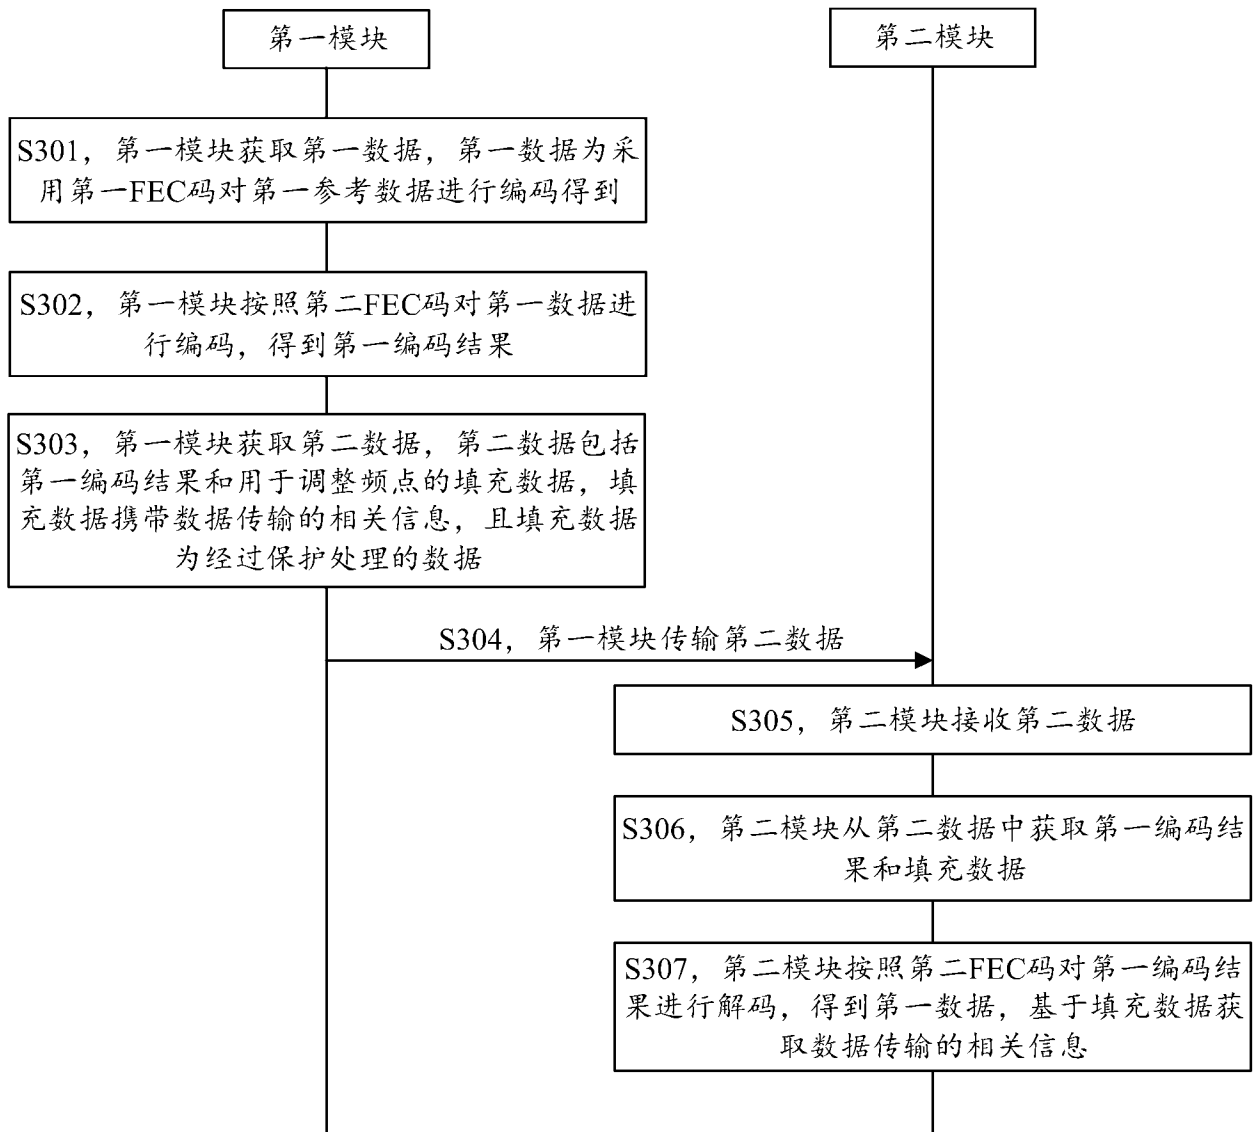 第一模块
第二模块
S301，第一模块获取第一数据，第一数据为采
用第一FEC码对第一参考数据进行编码得到
S302，第一模块按照第二FEC码对第一数据进
行编码，得到第一编码结果
S303，第一模块获取第二数据，第二数据包括
第一编码结果和用于调整频点的填充数据，填
充数据携带数据传输的相关信息，且填充数据
为经过保护处理的数据
S304，第一模块传输第二数据
S305，第二模块接收第二数据
S306，第二模块从第二数据中获取第一编码结
果和填充数据
S307，第二模块按照第二FEC码对第一编码结
果进行解码，得到第一数据，基于填充数据获
取数据传输的相关信息